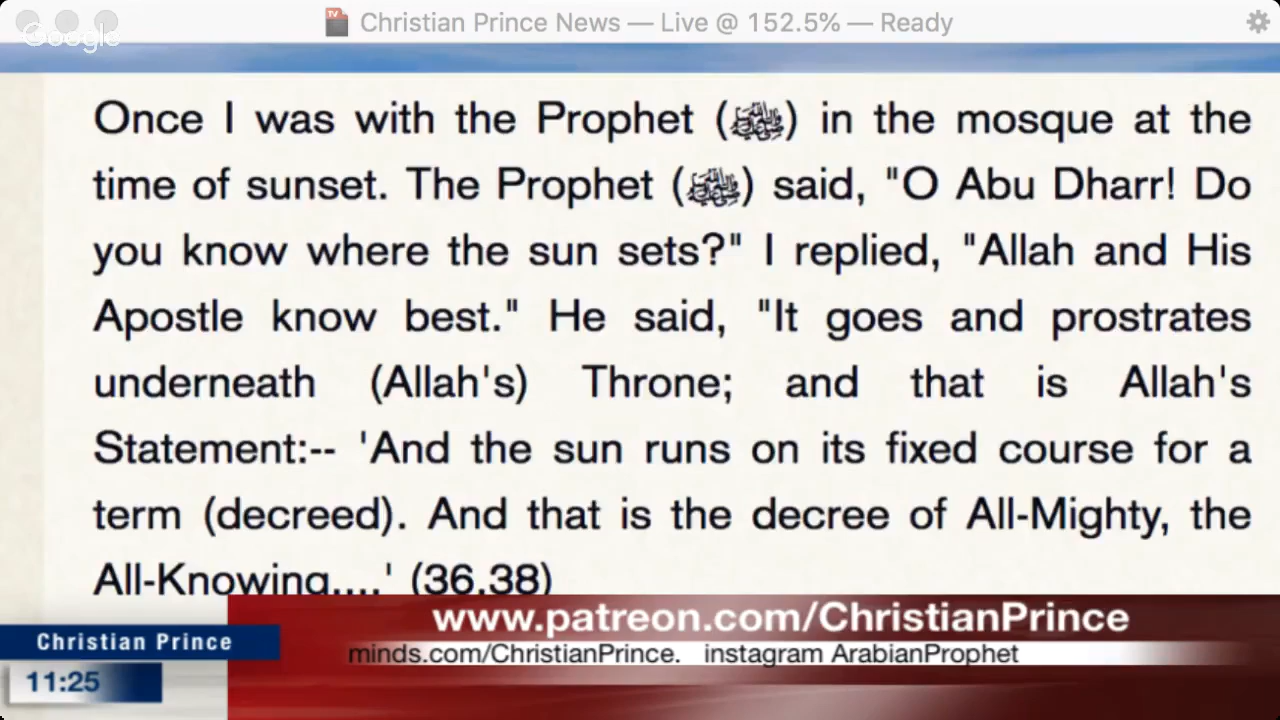 Christian Prince News — Live @ 152.5% — Ready
Google
Once I was with the Prophet (ﷺ) in the mosque at the
time of sunset. The Prophet (ﷺ) said, "O Abu Dharr! Do
you know where the sun sets?" I replied, "Allah and His
Apostle know best." He said, "It goes and prostrates
underneath (Allah's) Throne; and that is Allah's
Statement:-- 'And the sun runs on its fixed course for a
term (decreed). And that is the decree of All-Mighty, the
All-Knowing....' (36.38)
www.patreon.com/ChristianPrince
Christian Prince
minds.com/ChristianPrince. instagram ArabianProphet
11:25
TV